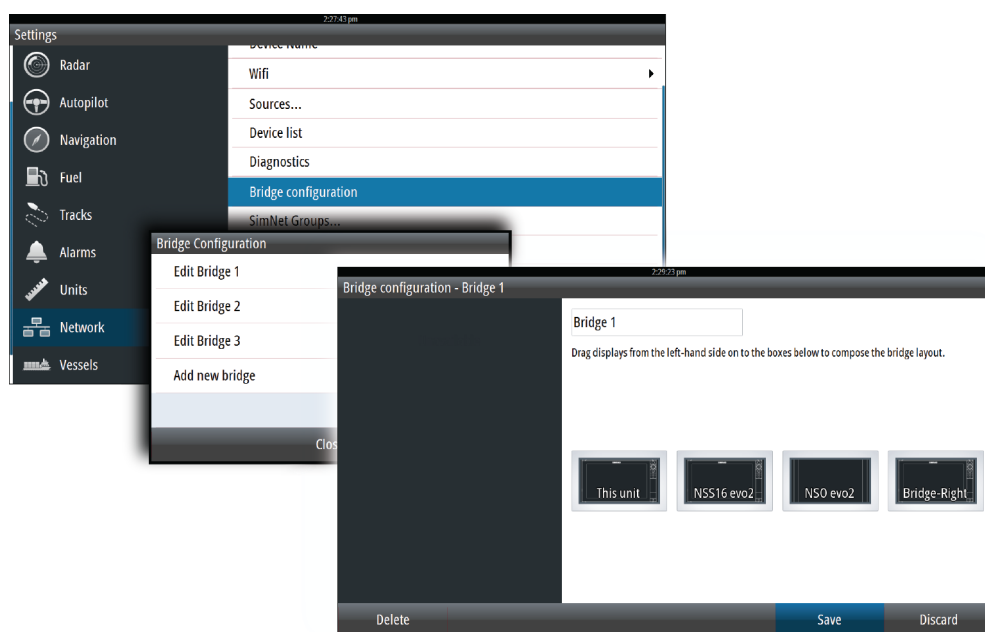 2:27:43 pm
Settings
Radar
Autopilot
Navigation
Fuel
Tracks
Alarms
Units
Network
Vessels
Device Name
Wifi
Sources...
Device list
Diagnostics
Bridge configuration
SimNet Groups...
Bridge Configuration
Edit Bridge 1
Edit Bridge 2
Edit Bridge 3
Add new bridge
Clos
2:29:23 pm
Bridge configuration - Bridge 1
Bridge 1
Drag displays from the left-hand side on to the boxes below to compose the bridge layout.
This unit
NSS16 evo2
NSO evo2
Bridge-Right
Delete
Save
Discard